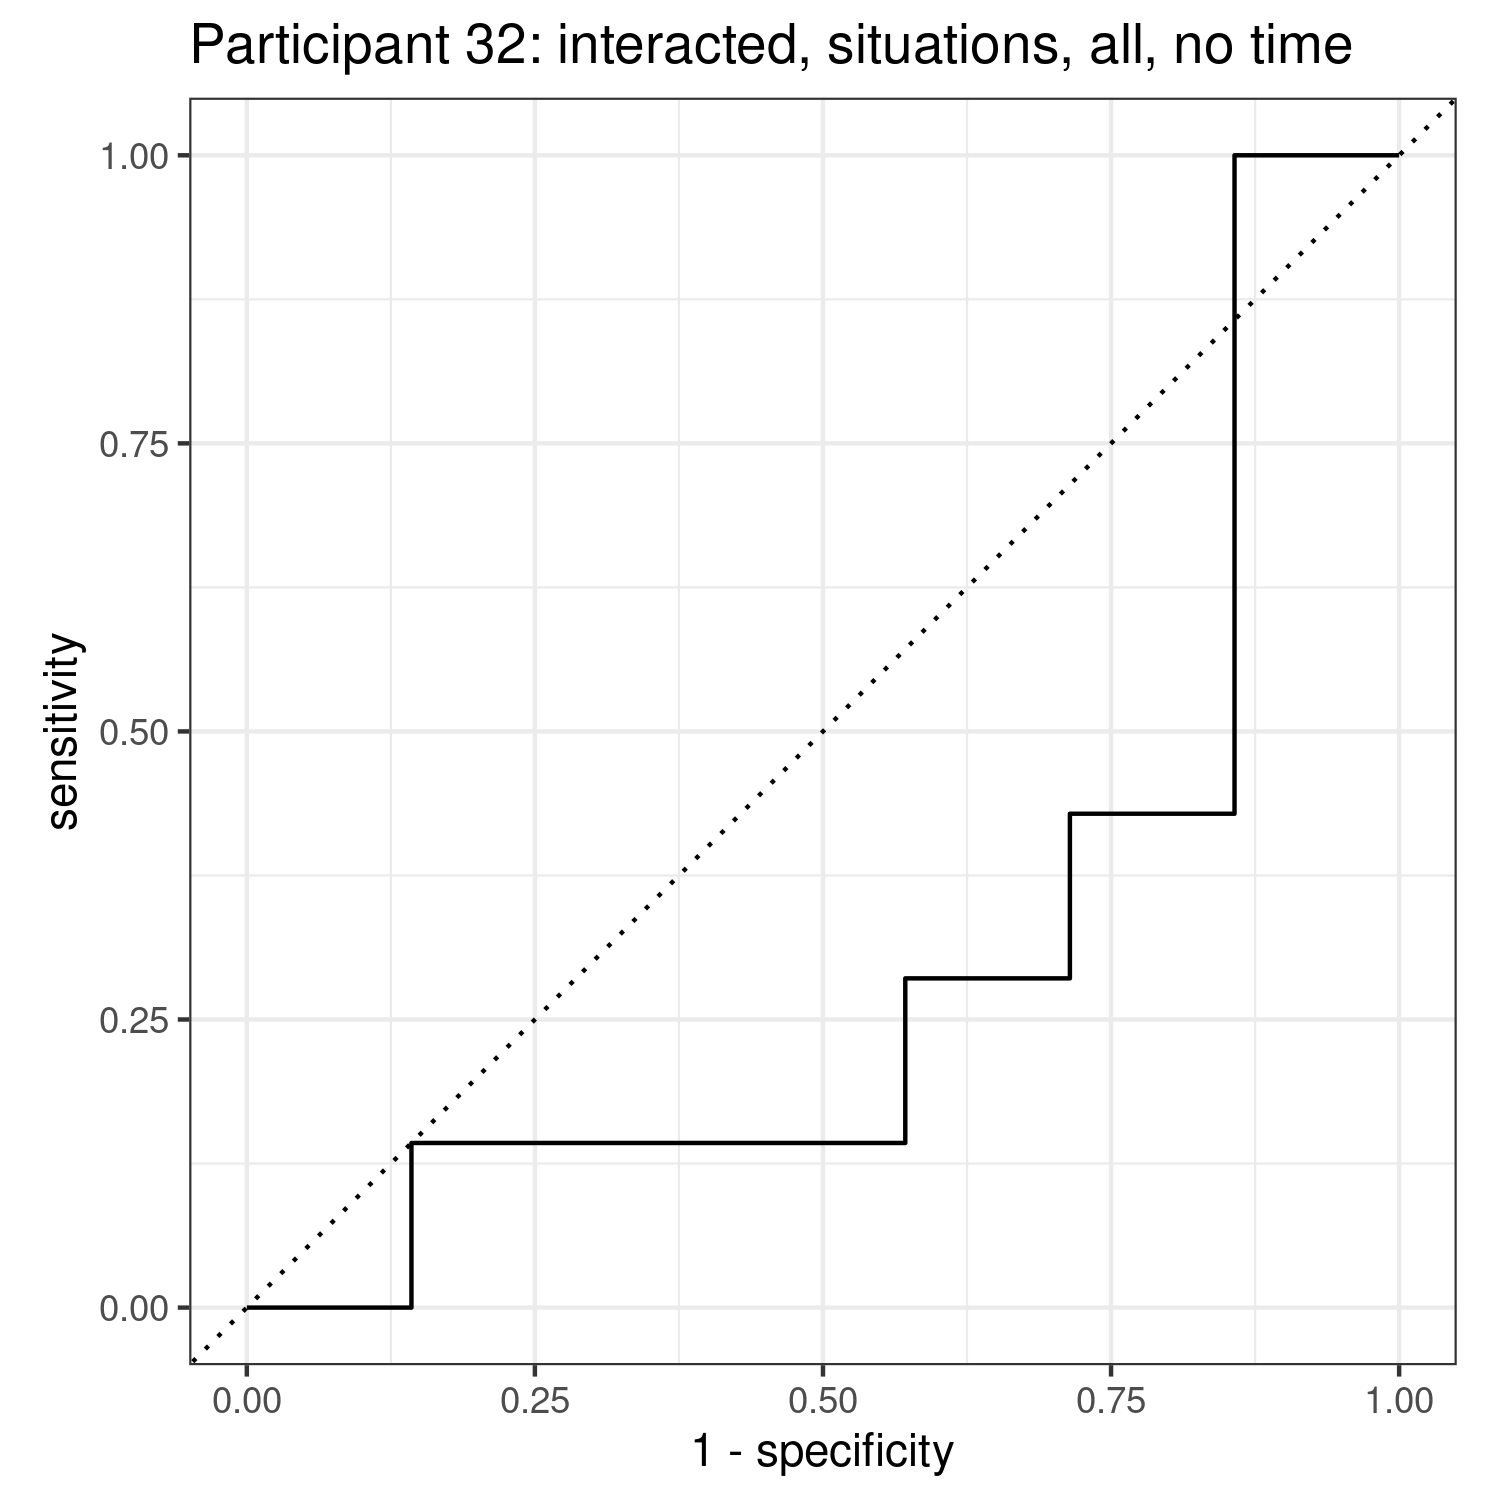 Participant 32: interacted, situations, all, no time
sensitivity
1.00
0.75
0.50
0.25
0.00
0.00 0.25 0.50 0.75 1.00
1 - specificity